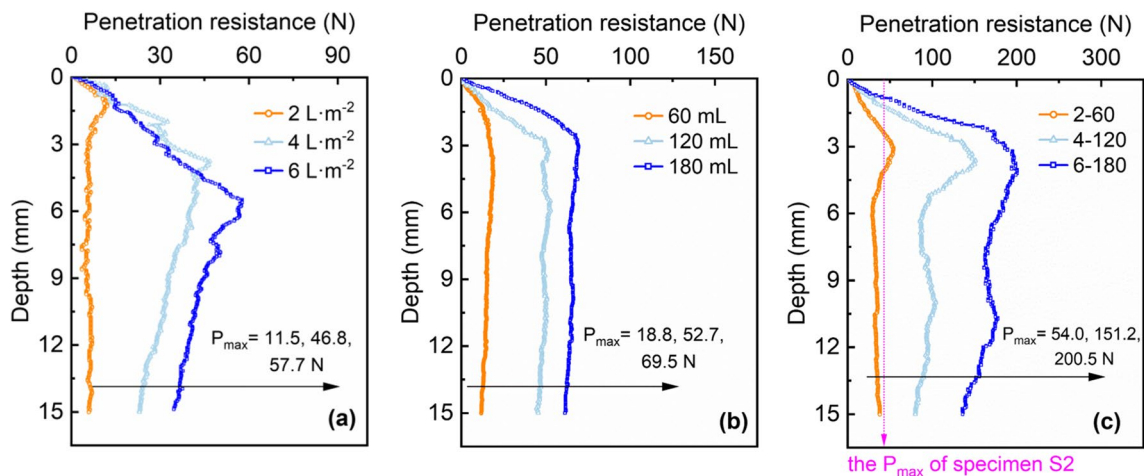 Penetration resistance (N)
0 30 60 90
0
3
6
9
12
15
Depth (mm)
2 L·m⁻²
4 L·m⁻²
6 L·m⁻²
Pmax= 11.5, 46.8,
57.7 N
(a)
Penetration resistance (N)
0 50 100 150
0
3
6
9
12
15
Depth (mm)
60 mL
120 mL
180 mL
Pmax= 18.8, 52.7,
69.5 N
(b)
Penetration resistance (N)
0 100 200 300
0
3
6
9
12
15
Depth (mm)
2-60
4-120
6-180
Pmax= 54.0, 151.2,
200.5 N
(c)
the Pmax of specimen S2